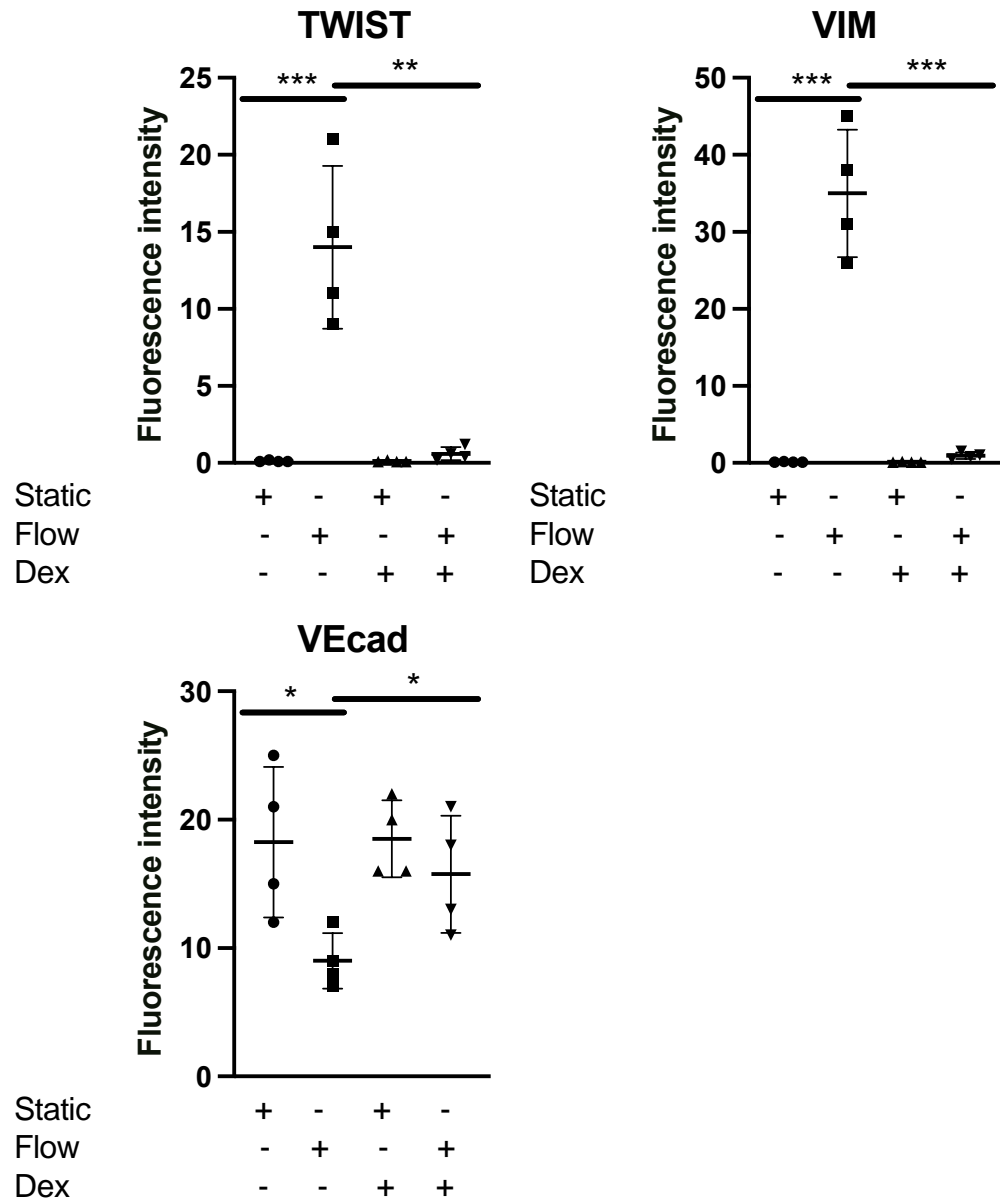 TWIST
*** **
Fluorescence intensity
25
20
15
10
5
0
Static + - + -
Flow - + - +
Dex - - + +
VIM
*** ***
Fluorescence intensity
50
40
30
20
10
0
Static + - + -
Flow - + - +
Dex - - + +
VEcad
* *
Fluorescence intensity
30
20
10
0
Static + - + -
Flow - + - +
Dex - - + +